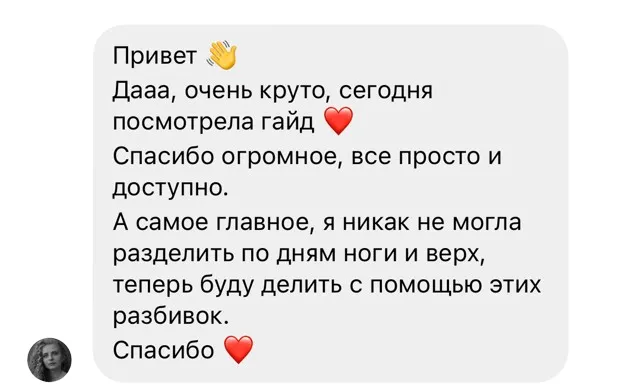 Привет 👋
Дааа, очень круто, сегодня
посмотрела гайд ❤️
Спасибо огромное, все просто и
доступно.
А самое главное, я никак не могла
разделить по дням ноги и верх,
теперь буду делить с помощью этих
разбивок.
Спасибо ❤️